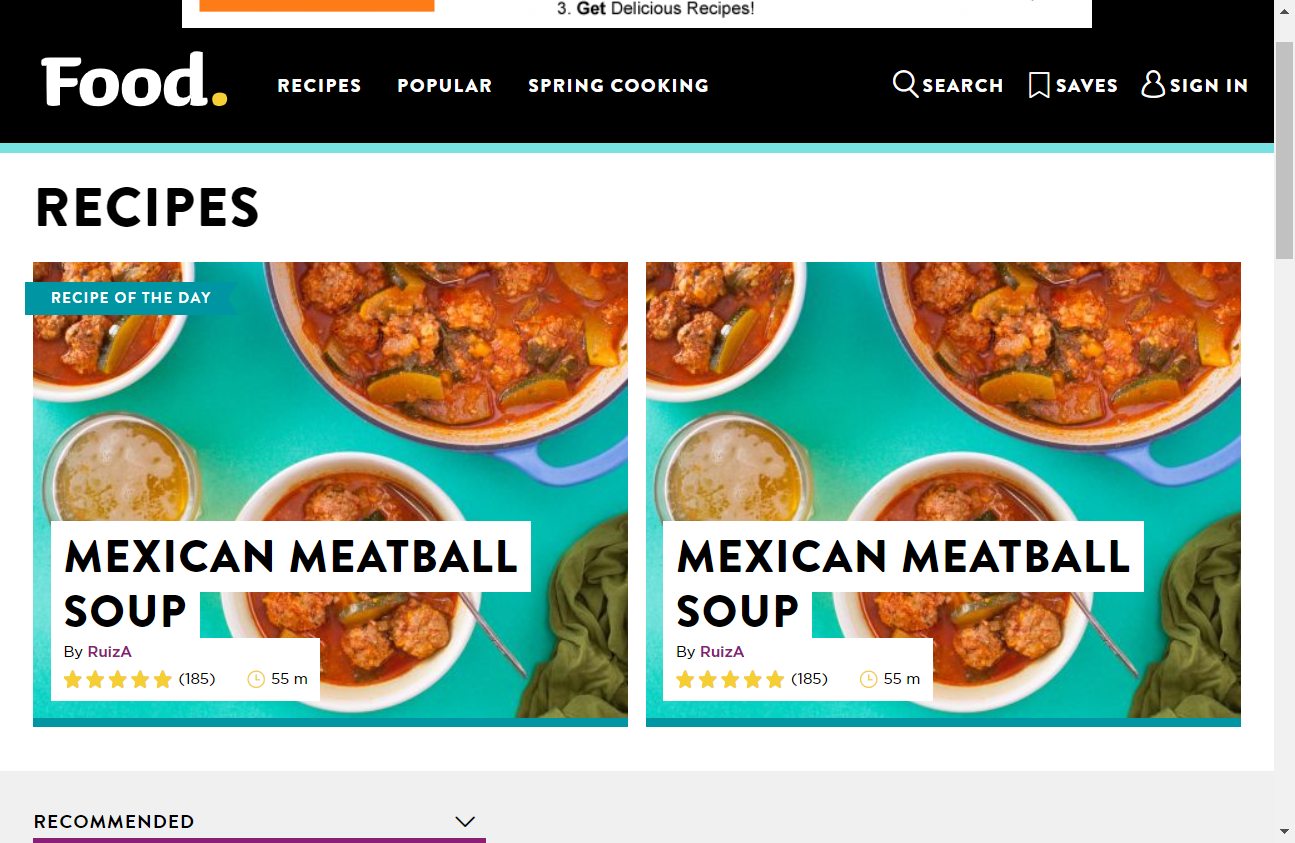 3. Get Delicious Recipes!
Food.
RECIPES
POPULAR
SPRING COOKING
SEARCH
SAVES
SIGN IN
RECIPES
RECIPE OF THE DAY
MEXICAN MEATBALL
SOUP
By RuizA
(185)
55 m
MEXICAN MEATBALL
SOUP
By RuizA
(185)
55 m
RECOMMENDED